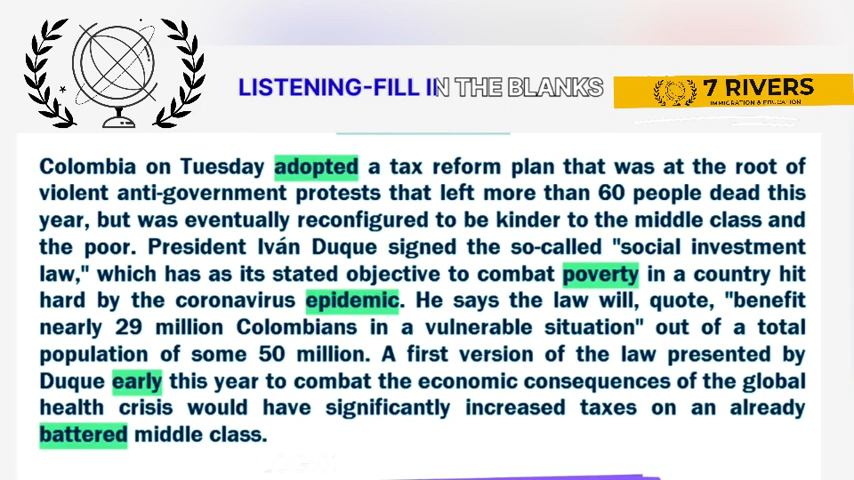 LISTENING-FILL IN THE BLANKS
7 RIVERS
IMMIGRATION & EDUCATION
Colombia on Tuesday adopted a tax reform plan that was at the root of
violent anti-government protests that left more than 60 people dead this
year, but was eventually reconfigured to be kinder to the middle class and
the poor. President Iván Duque signed the so-called "social investment
law," which has as its stated objective to combat poverty in a country hit
hard by the coronavirus epidemic. He says the law will, quote, "benefit
nearly 29 million Colombians in a vulnerable situation" out of a total
population of some 50 million. A first version of the law presented by
Duque early this year to combat the economic consequences of the global
health crisis would have significantly increased taxes on an already
battered middle class.